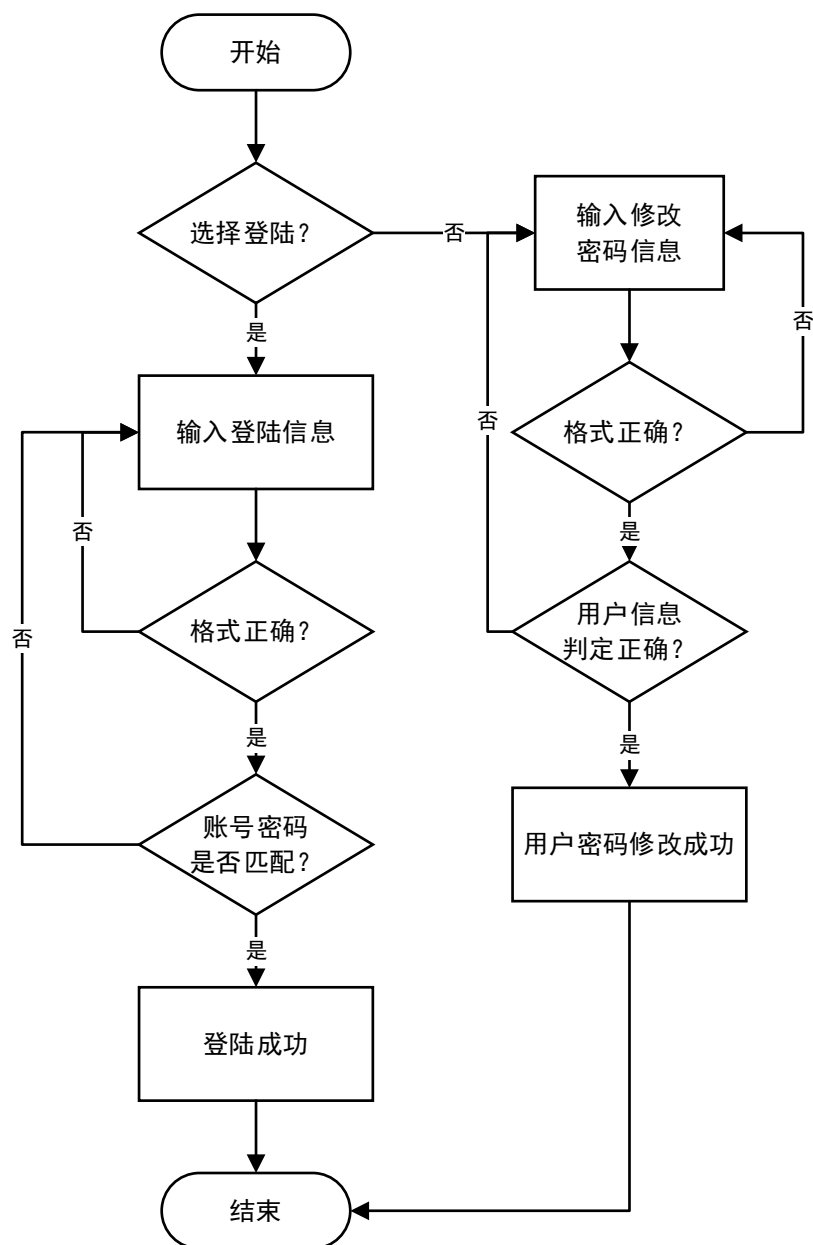 开始
选择登陆?
否
输入修改
密码信息
是
否
输入登陆信息
否
格式正确?
否
是
格式正确?
否
用户信息
判定正确?
是
是
账号密码
是否匹配?
用户密码修改成功
是
登陆成功
结束